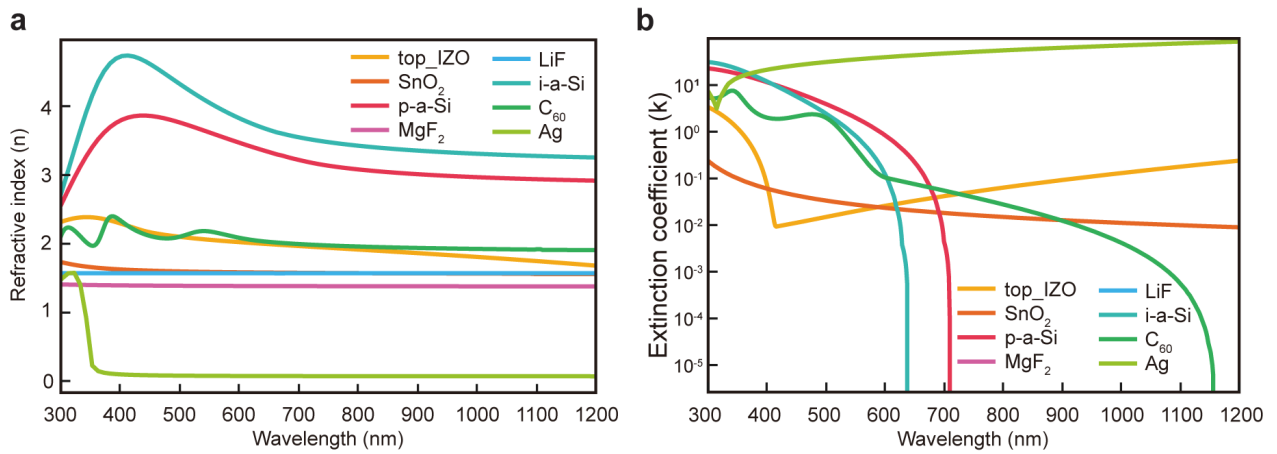 a
Refractive index (n)
4
3
2
1
0
top_IZO
SnO₂
p-a-Si
MgF₂
LiF
i-a-Si
C₆₀
Ag
300 400 500 600 700 800 900 1000 1100 1200
Wavelength (nm)
b
Extinction coefficient (k)
10¹
10⁰
10⁻¹
10⁻²
10⁻³
10⁻⁴
10⁻⁵
top_IZO
SnO₂
p-a-Si
MgF₂
LiF
i-a-Si
C₆₀
Ag
300 400 500 600 700 800 900 1000 1100 1200
Wavelength (nm)